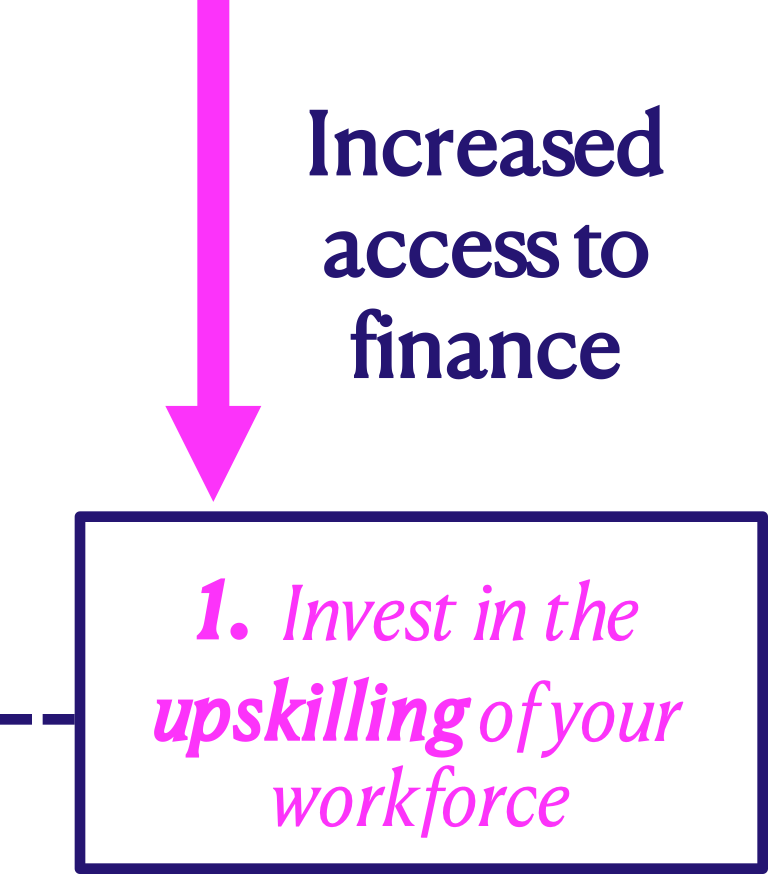 Increased
access to
finance
1. Invest in the
upskilling of your
workforce